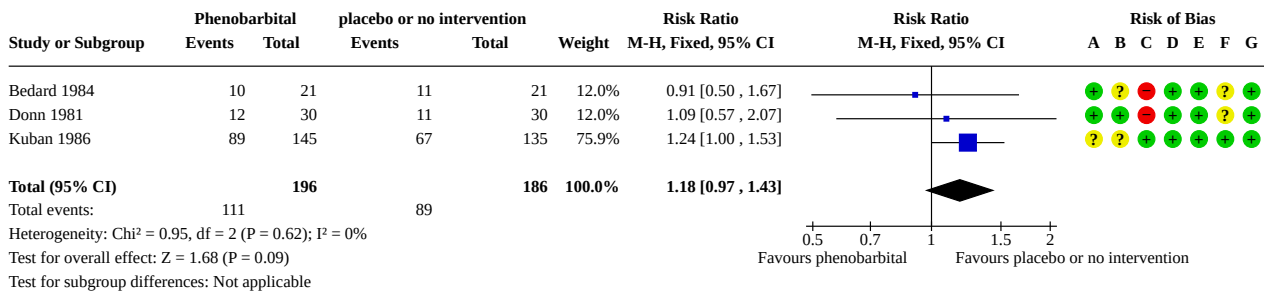 Phenobarbital placebo or no intervention Risk Ratio Risk Ratio Risk of Bias
Study or Subgroup Events Total Events Total Weight M-H, Fixed, 95% CI M-H, Fixed, 95% CI A B C D E F G
Bedard 1984 10 21 11 21 12.0% 0.91 [0.50 , 1.67] + ? − + + ? +
Donn 1981 12 30 11 30 12.0% 1.09 [0.57 , 2.07] + + − + + ? +
Kuban 1986 89 145 67 135 75.9% 1.24 [1.00 , 1.53] ? ? + + + + +
Total (95% CI) 196 186 100.0% 1.18 [0.97 , 1.43]
Total events: 111 89
Heterogeneity: Chi² = 0.95, df = 2 (P = 0.62); I² = 0%
0.5 0.7 1 1.5 2
Test for overall effect: Z = 1.68 (P = 0.09)
Favours phenobarbital Favours placebo or no intervention
Test for subgroup differences: Not applicable